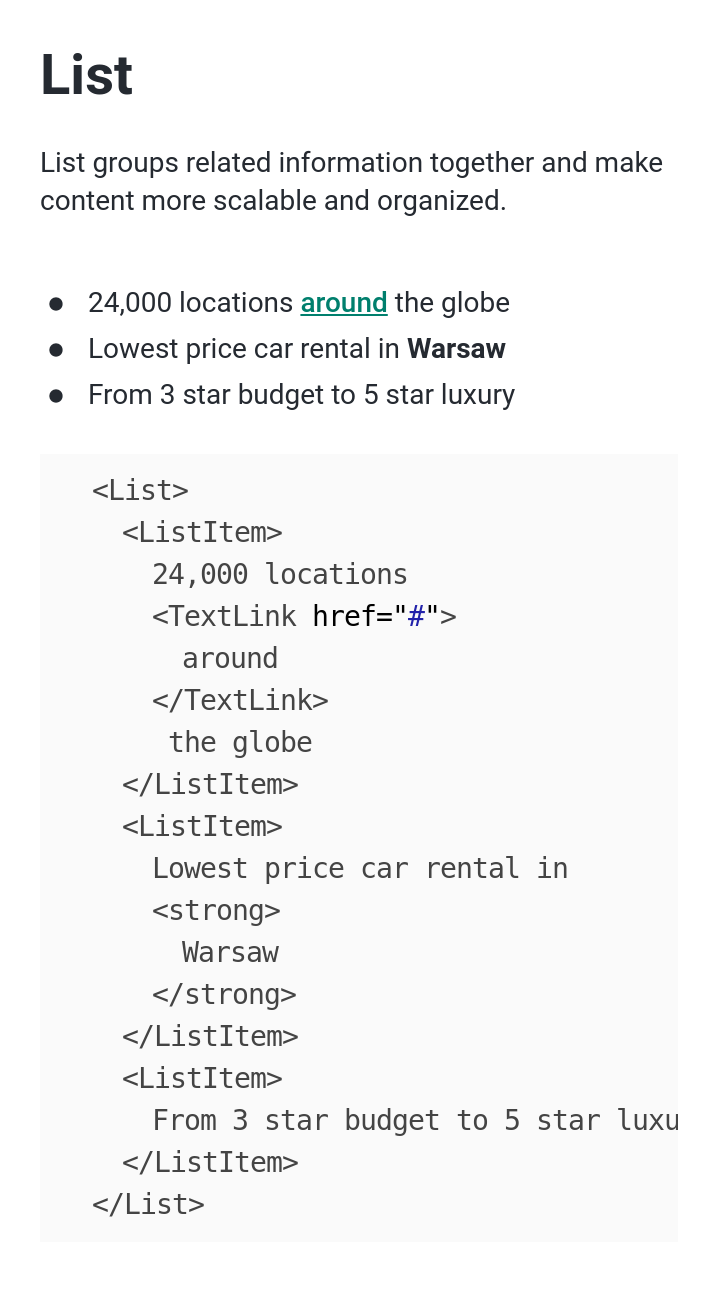 List
List groups related information together and make
content more scalable and organized.
● 24,000 locations around the globe
● Lowest price car rental in Warsaw
● From 3 star budget to 5 star luxury
<List>
  <ListItem>
    24,000 locations
    <TextLink href="#">
      around
    </TextLink>
     the globe
  </ListItem>
  <ListItem>
    Lowest price car rental in
    <strong>
      Warsaw
    </strong>
  </ListItem>
  <ListItem>
    From 3 star budget to 5 star luxu
  </ListItem>
</List>